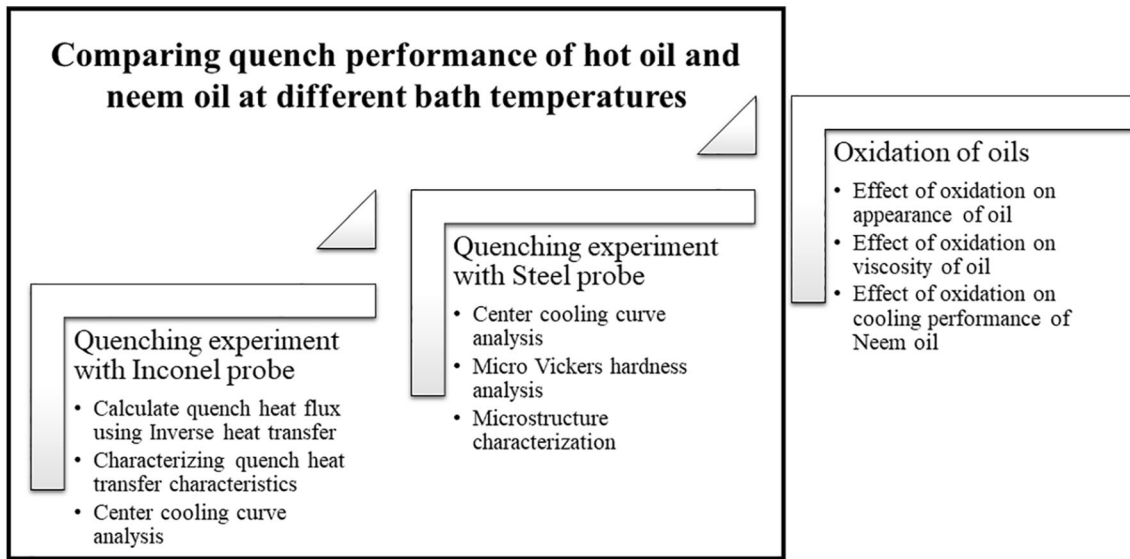 Comparing quench performance of hot oil and
neem oil at different bath temperatures
Quenching experiment
with Inconel probe
• Calculate quench heat flux
using Inverse heat transfer
• Characterizing quench heat
transfer characteristics
• Center cooling curve
analysis
Quenching experiment
with Steel probe
• Center cooling curve
analysis
• Micro Vickers hardness
analysis
• Microstructure
characterization
Oxidation of oils
• Effect of oxidation on
appearance of oil
• Effect of oxidation on
viscosity of oil
• Effect of oxidation on
cooling performance of
Neem oil